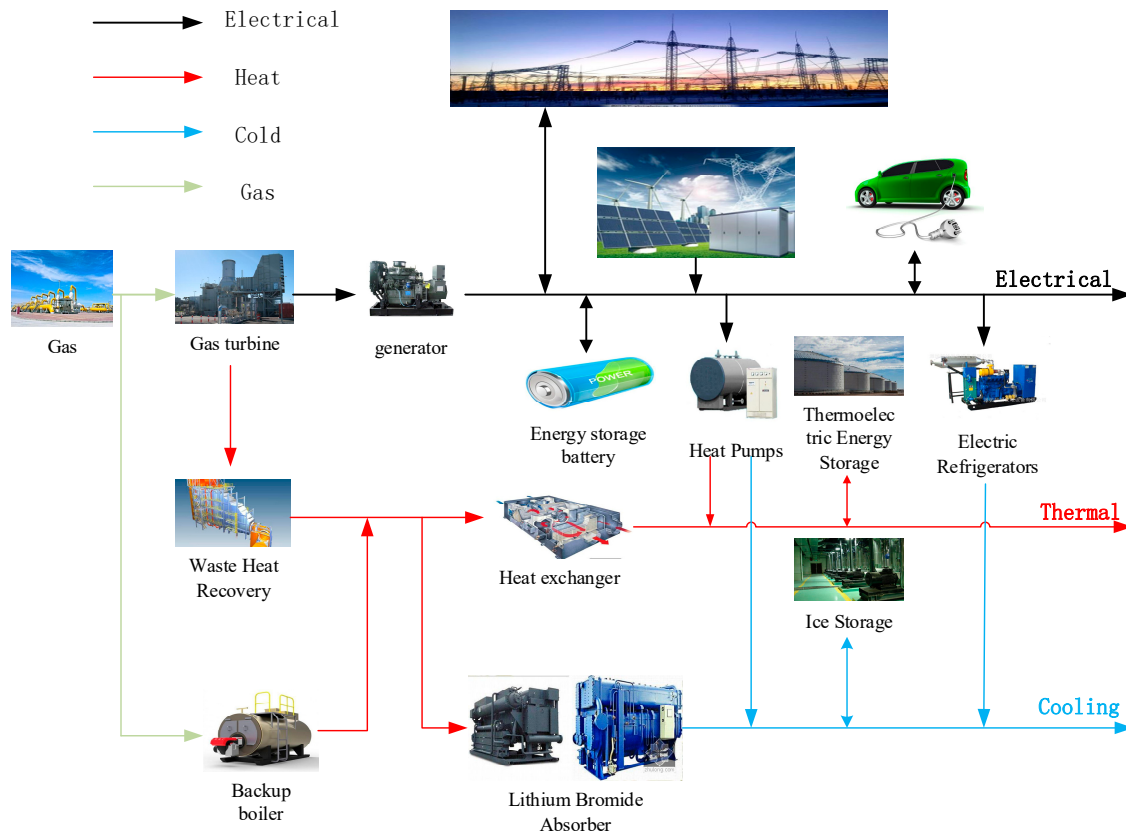 Electrical
Heat
Cold
Gas
Electrical
Gas
Gas turbine
generator
POWER
Energy storage
battery
Heat Pumps
Thermoelec
tric Energy
Storage
Electric
Refrigerators
Thermal
Waste Heat
Recovery
Heat exchanger
Ice Storage
Cooling
Backup
boiler
Lithium Bromide
Absorber